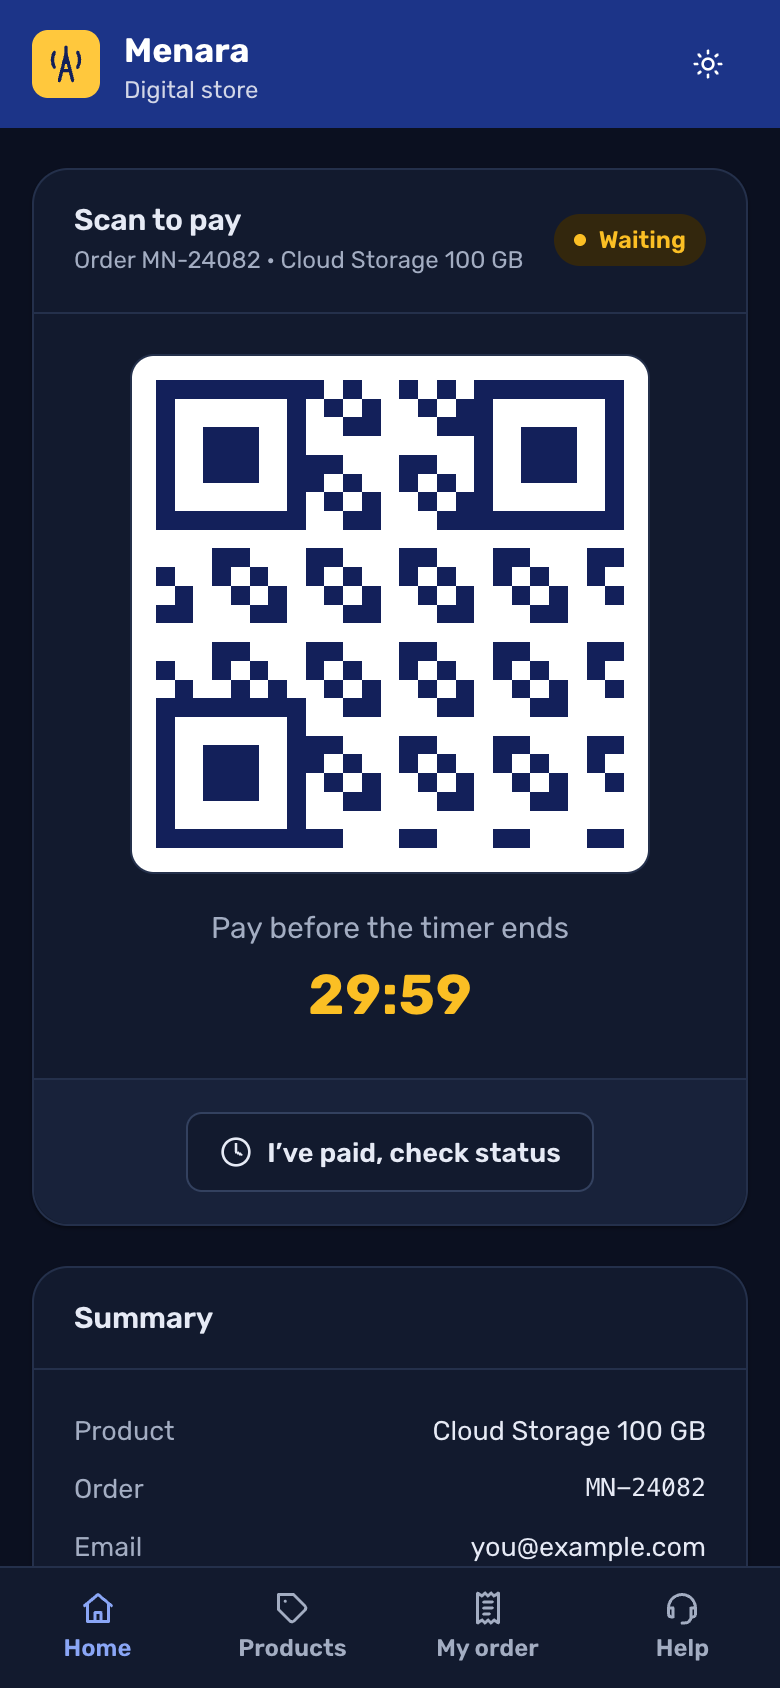 Menara
Digital store
Scan to pay
Order MN-24082 • Cloud Storage 100 GB
Waiting
Pay before the timer ends
29:59
I’ve paid, check status
Summary
Product Cloud Storage 100 GB
Order MN-24082
Email you@example.com
Home Products My order Help